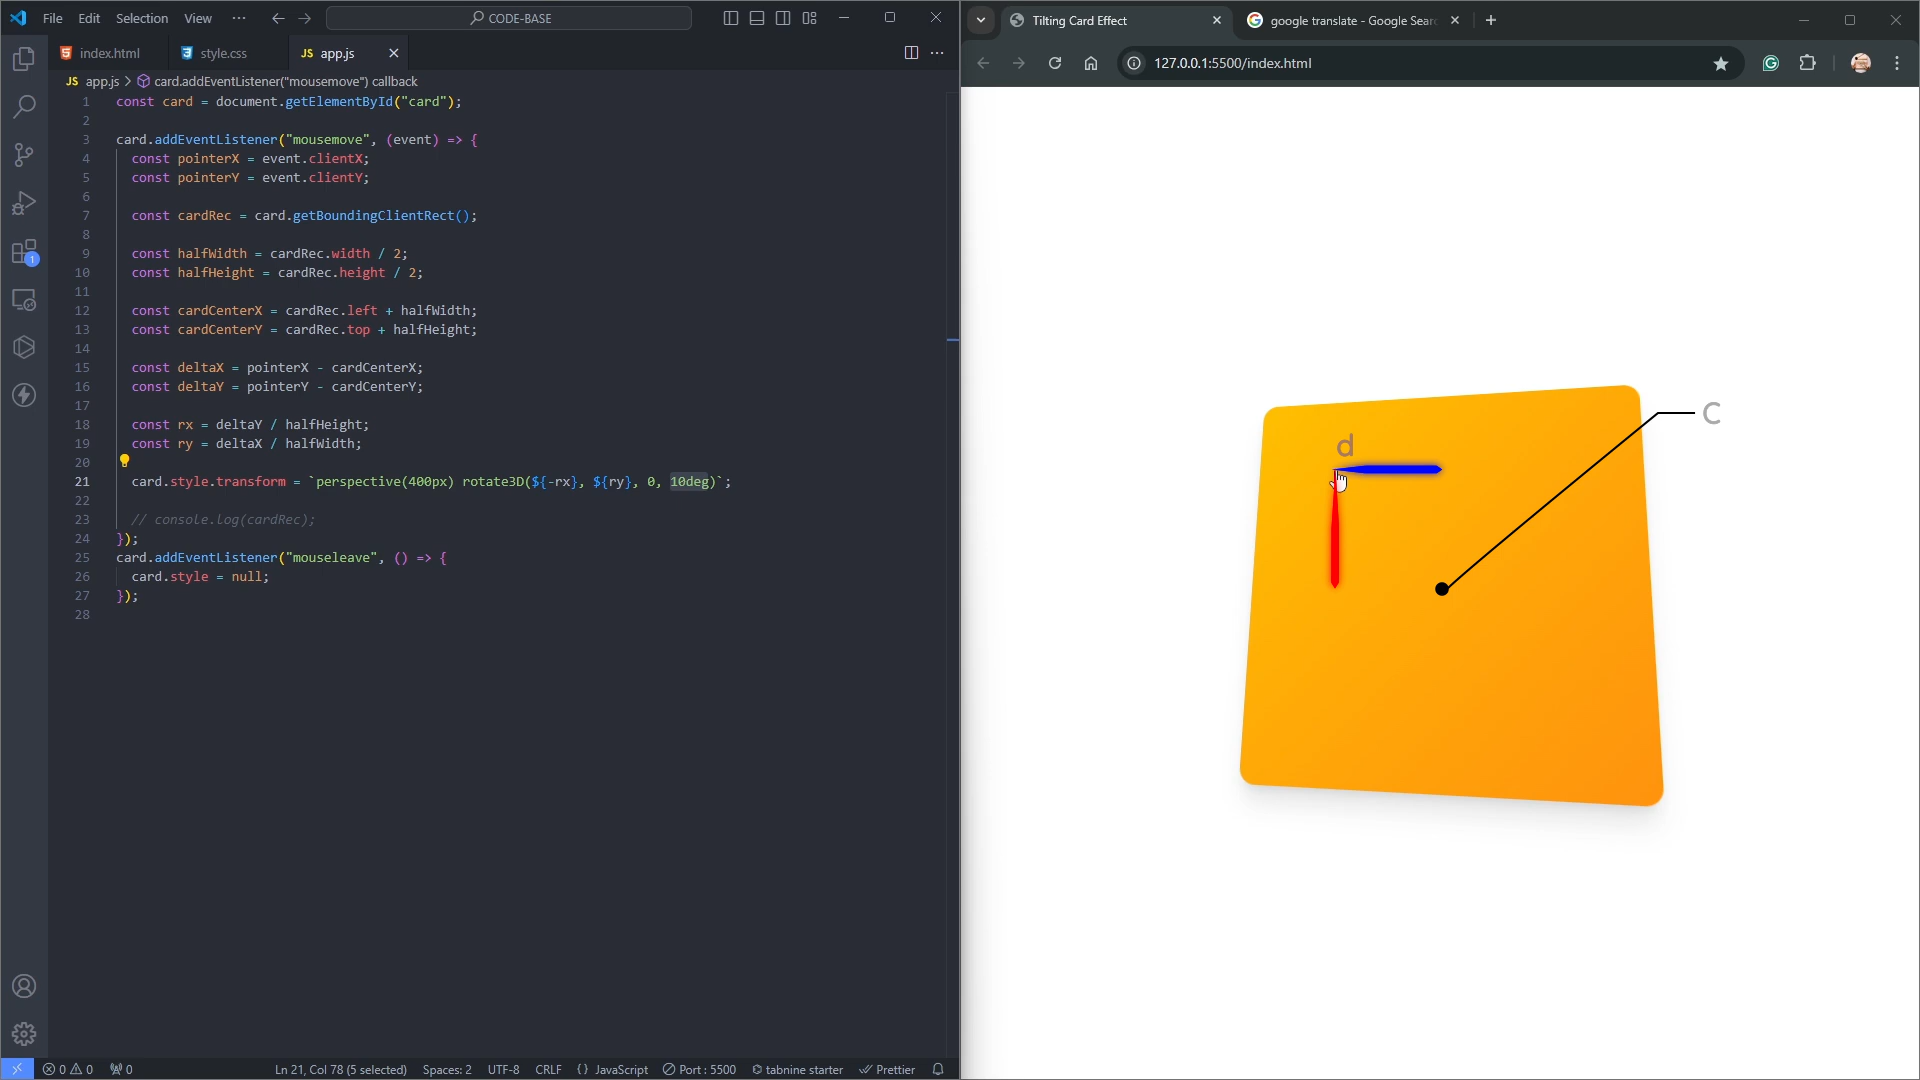 File Edit Selection View ··· CODE-BASE
index.html style.css JS app.js
JS app.js > card.addEventListener("mousemove") callback
1 const card = document.getElementById("card");
2
3 card.addEventListener("mousemove", (event) => {
4 const pointerX = event.clientX;
5 const pointerY = event.clientY;
6
7 const cardRec = card.getBoundingClientRect();
8
9 const halfWidth = cardRec.width / 2;
10 const halfHeight = cardRec.height / 2;
11
12 const cardCenterX = cardRec.left + halfWidth;
13 const cardCenterY = cardRec.top + halfHeight;
14
15 const deltaX = pointerX - cardCenterX;
16 const deltaY = pointerY - cardCenterY;
17
18 const rx = deltaY / halfHeight;
19 const ry = deltaX / halfWidth;
20
21 card.style.transform = `perspective(400px) rotate3D(${-rx}, ${ry}, 0, 10deg)`;
22
23 // console.log(cardRec);
24 });
25 card.addEventListener("mouseleave", () => {
26 card.style = null;
27 });
28
1
0 0 0 Ln 21, Col 78 (5 selected) Spaces: 2 UTF-8 CRLF {} JavaScript Port : 5500 tabnine starter Prettier
Tilting Card Effect google translate - Google Sear
127.0.0.1:5500/index.html
C
d